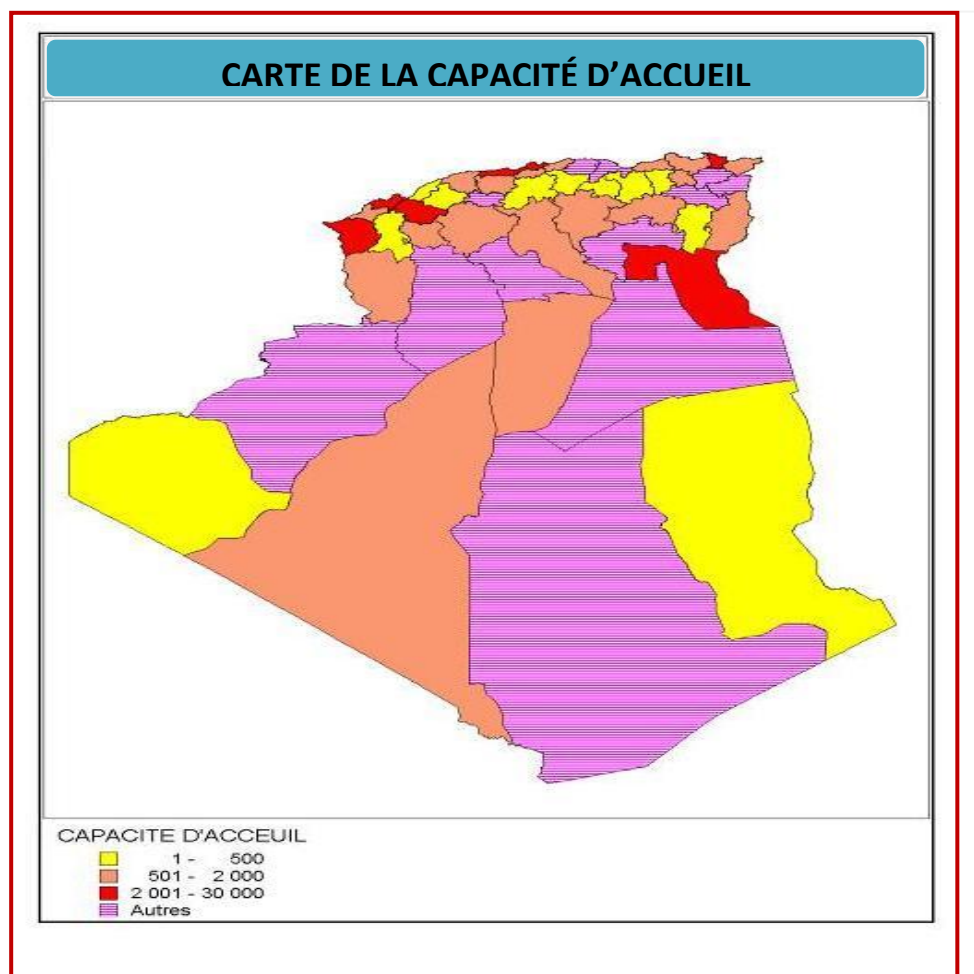 CARTE DE LA CAPACITÉ D’ACCUEIL
CAPACITE D'ACCEUIL
1 - 500
501 - 2 000
2 001 - 30 000
Autres